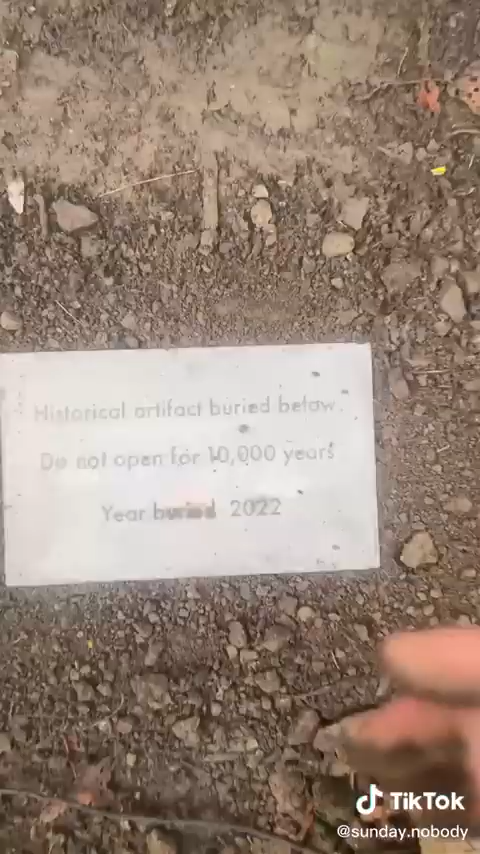 Historical artifact buried below
Do not open for 10,000 years
Year buried 2022
TikTok
@sunday.nobody